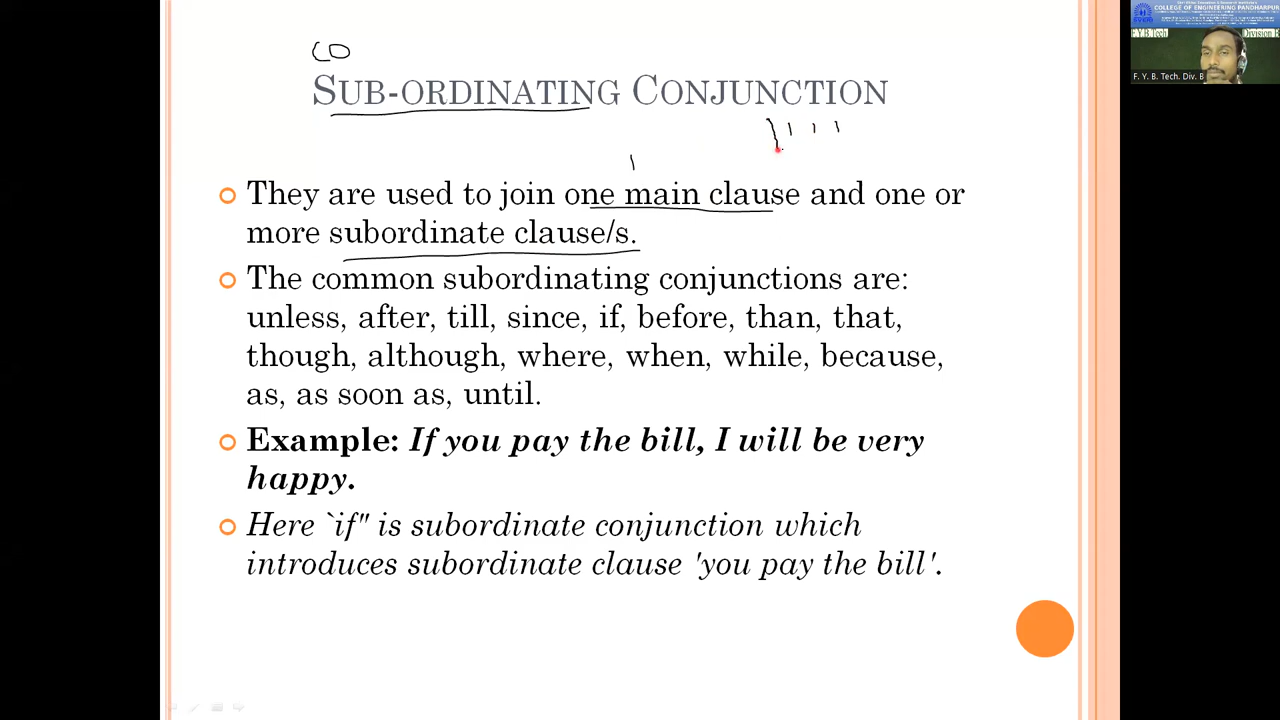 CO
SUB-ORDINATING CONJUNCTION
They are used to join one main clause and one or
more subordinate clause/s.
The common subordinating conjunctions are:
unless, after, till, since, if, before, than, that,
though, although, where, when, while, because,
as, as soon as, until.
Example: If you pay the bill, I will be very
happy.
Here `if" is subordinate conjunction which
introduces subordinate clause 'you pay the bill'.
COLLEGE OF ENGINEERING PANDHARPUR
F.Y.B.Tech Division B
F. Y. B. Tech. Div. B